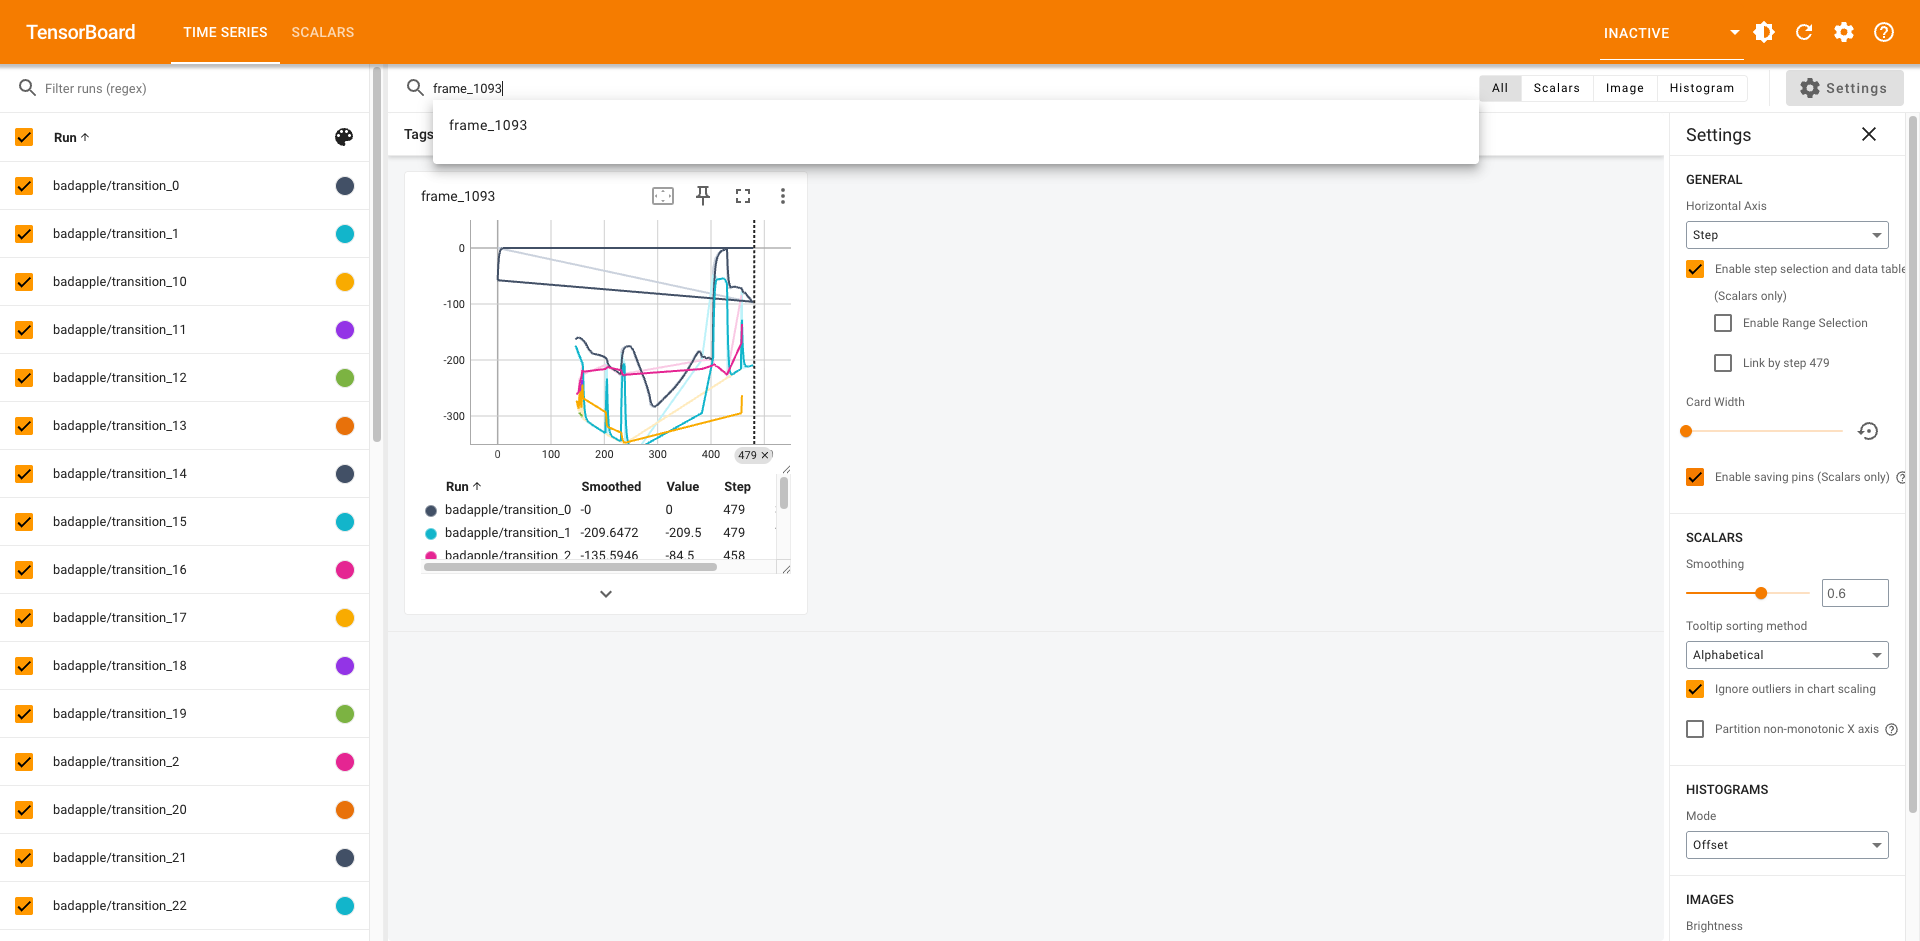 TensorBoard
TIME SERIES
SCALARS
INACTIVE
Filter runs (regex)
frame_1093
All
Scalars
Image
Histogram
Settings
frame_1093
Run
badapple/transition_0
badapple/transition_1
badapple/transition_10
badapple/transition_11
badapple/transition_12
badapple/transition_13
badapple/transition_14
badapple/transition_15
badapple/transition_16
badapple/transition_17
badapple/transition_18
badapple/transition_19
badapple/transition_2
badapple/transition_20
badapple/transition_21
badapple/transition_22
Tags
frame_1093
0
-100
-200
-300
0 100 200 300 400 479
Run Smoothed Value Step
badapple/transition_0 -0 0 479
badapple/transition_1 -209.6472 -209.5 479
badapple/transition_2 -135.5946 -84.5 458
Settings
GENERAL
Horizontal Axis
Step
Enable step selection and data table
(Scalars only)
Enable Range Selection
Link by step 479
Card Width
Enable saving pins (Scalars only)
SCALARS
Smoothing
0.6
Tooltip sorting method
Alphabetical
Ignore outliers in chart scaling
Partition non-monotonic X axis
HISTOGRAMS
Mode
Offset
IMAGES
Brightness